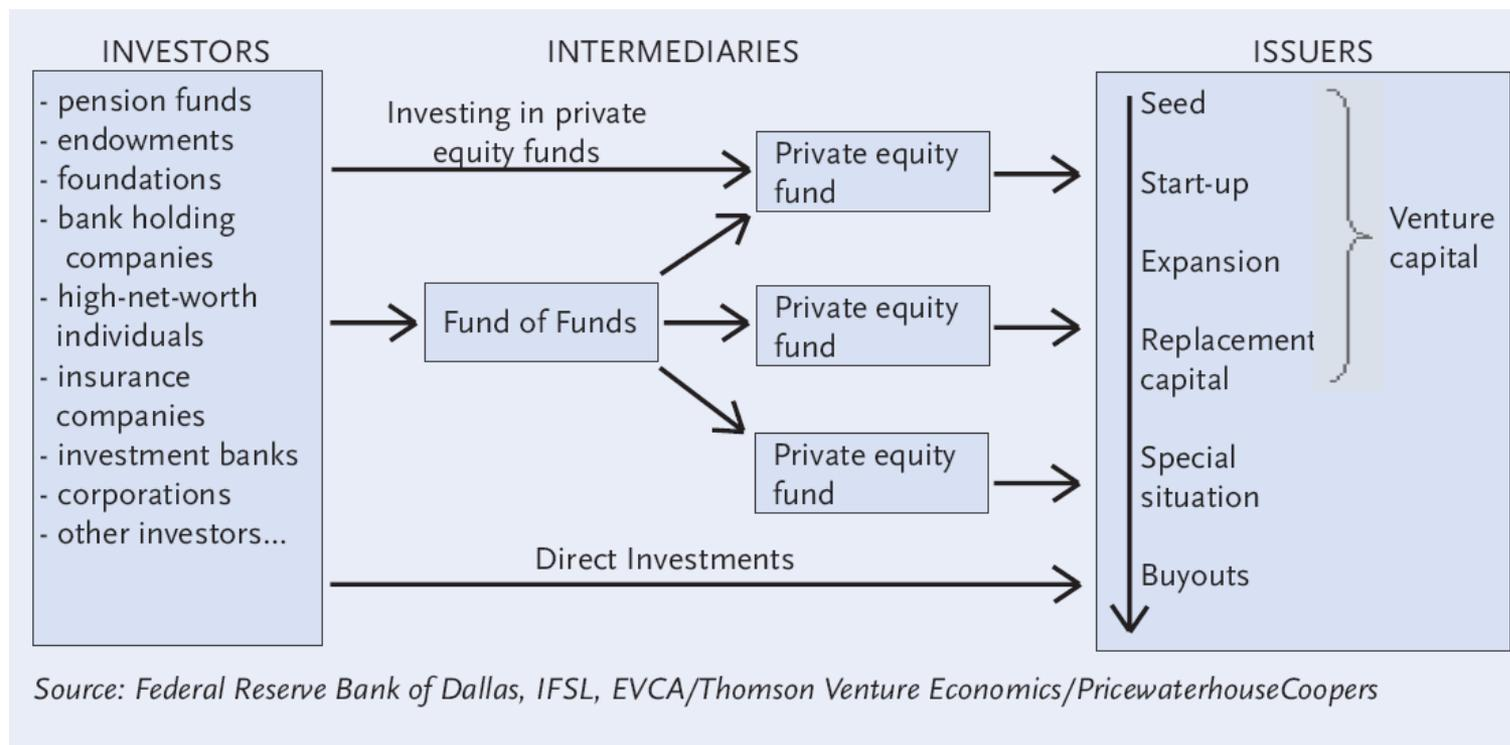 INVESTORS
- pension funds
- endowments
- foundations
- bank holding
companies
- high-net-worth
individuals
- insurance
companies
- investment banks
- corporations
- other investors...
INTERMEDIARIES
Investing in private
equity funds
Private equity
fund
Fund of Funds
Private equity
fund
Private equity
fund
Direct Investments
ISSUERS
Seed
Start-up
Expansion
Replacement
capital
Special
situation
Buyouts
Venture
capital
Source: Federal Reserve Bank of Dallas, IFSL, EVCA/Thomson Venture Economics/PricewaterhouseCoopers